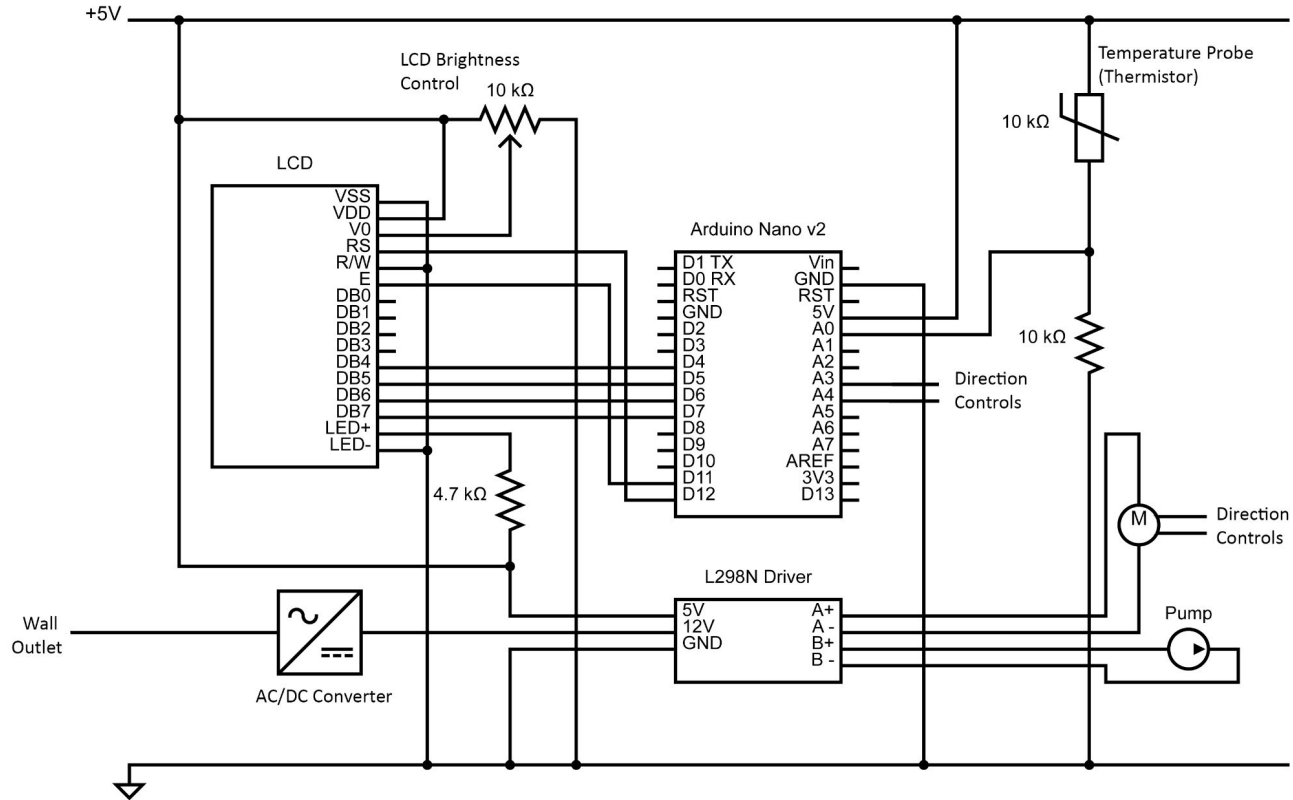 +5V
LCD Brightness
Control
10 kΩ
Temperature Probe
(Thermistor)
10 kΩ
LCD
VSS
VDD
V0
RS
R/W
E
DB0
DB1
DB2
DB3
DB4
DB5
DB6
DB7
LED+
LED-
4.7 kΩ
Arduino Nano v2
D1 TX
D0 RX
RST
GND
D2
D3
D4
D5
D6
D7
D8
D9
D10
D11
D12
Vin
GND
RST
5V
A0
A1
A2
A3
A4
A5
A6
A7
AREF
3V3
D13
10 kΩ
Direction
Controls
M
Direction
Controls
L298N Driver
5V
12V
GND
A+
A -
B+
B -
Pump
Wall
Outlet
AC/DC Converter